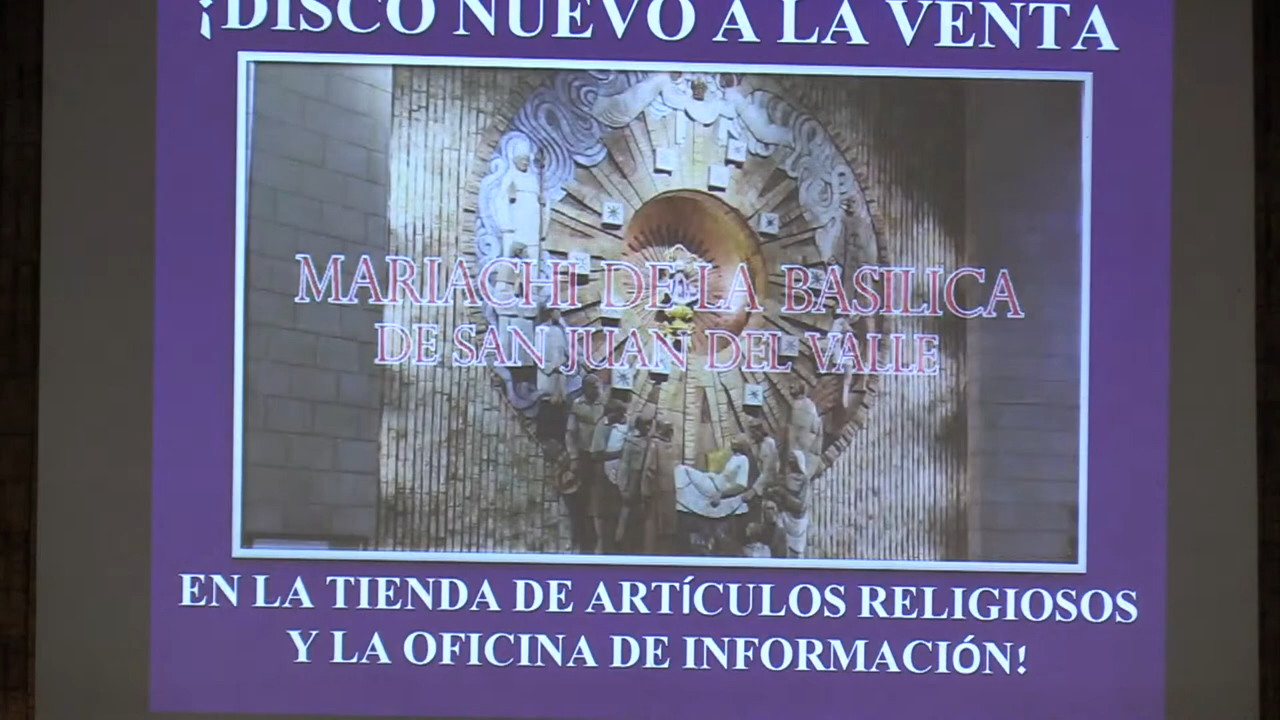 ¡DISCO NUEVO A LA VENTA
MARIACHI DE LA BASILICA
DE SAN JUAN DEL VALLE
EN LA TIENDA DE ARTÍCULOS RELIGIOSOS
Y LA OFICINA DE INFORMACIÓN!